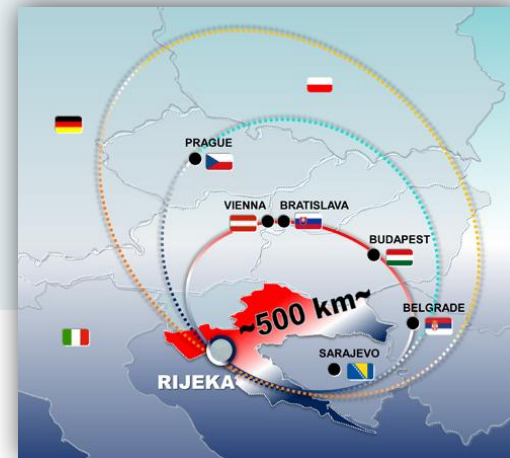 PRAGUE
VIENNA
BRATISLAVA
BUDAPEST
~500 km~
BELGRADE
SARAJEVO
RIJEKA